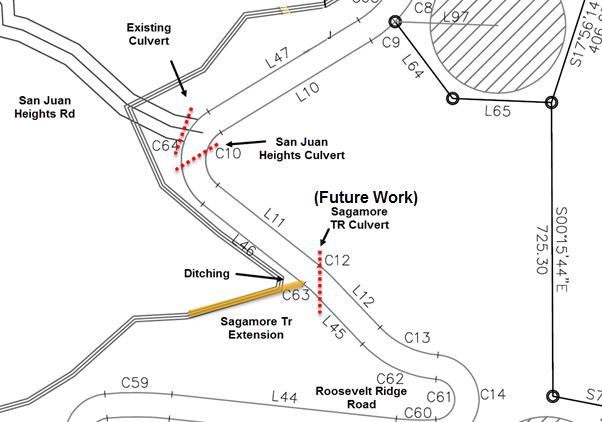 C8
L97
C9
S17°56'14
406.0
Existing
Culvert
L47
L10
L64
L65
San Juan
Heights Rd
C64
C10
San Juan
Heights Culvert
(Future Work)
Sagamore
TR Culvert
L11
L46
C12
S00°15'44"E
725.30
Ditching
C63
L12
Sagamore Tr
Extension
L45
C13
C59
L44
Roosevelt Ridge
Road
C62
C61
C60
C14
S7